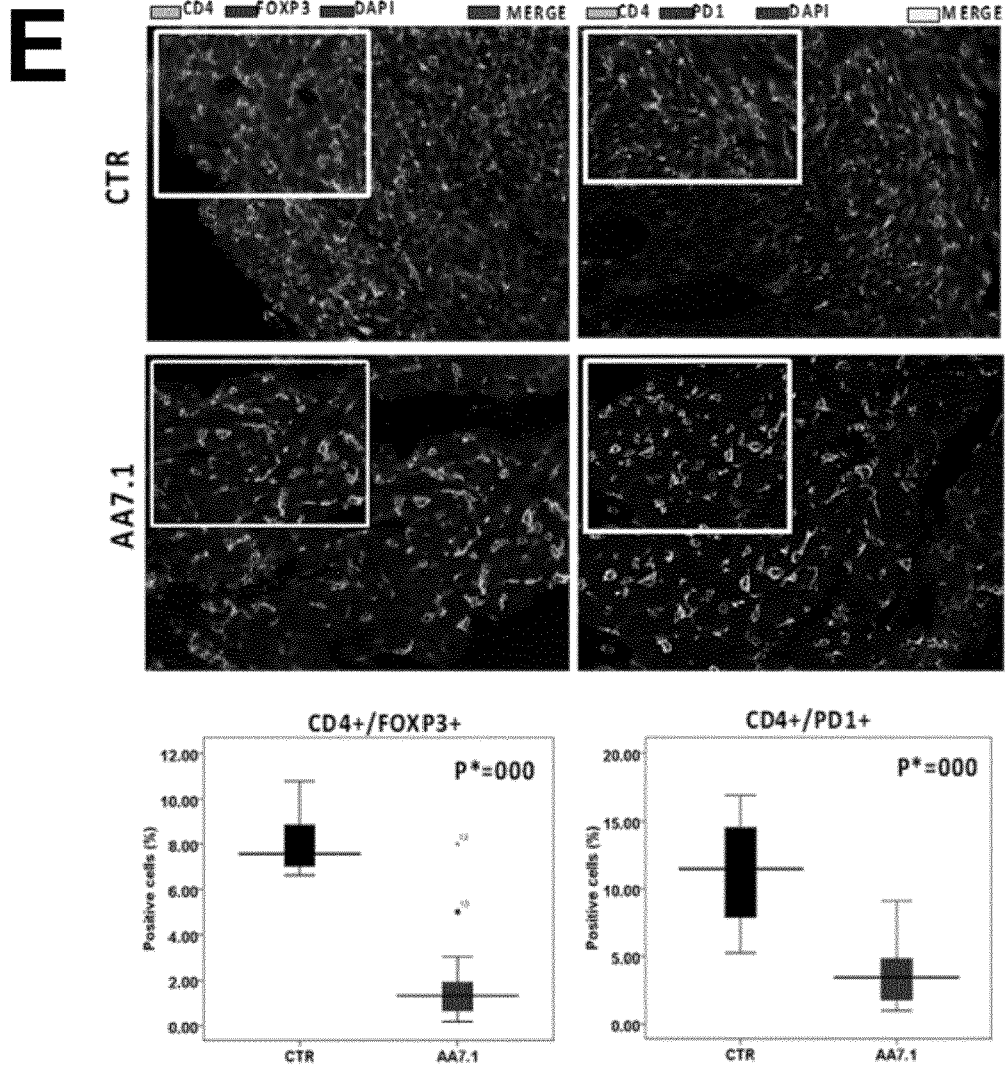 E
CD4 FOXP3 DAPI MERGE
CD4 PD1 DAPI MERGE
CTR
AA7.1
CD4+/FOXP3+
P*=000
Positive cells (%)
12.00
10.00
8.00
6.00
4.00
2.00
0.00
CTR AA7.1
CD4+/PD1+
P*=000
Positive cells (%)
20.00
15.00
10.00
5.00
0.00
CTR AA7.1